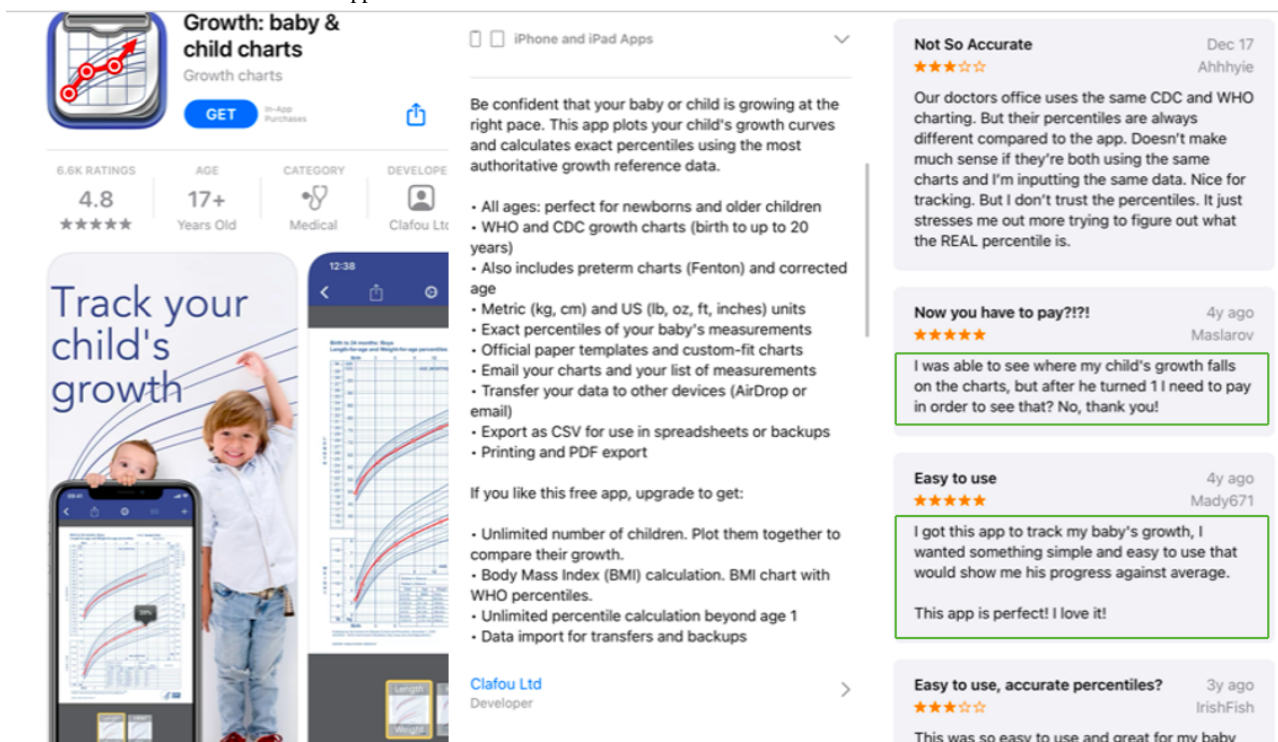 Growth: baby &
child charts
Growth charts
GET
In-App
Purchases
6.6K RATINGS
4.8
★★★★★
AGE
17+
Years Old
CATEGORY
Medical
DEVELOPE
Clafou Ltd
Track your
child's
growth
09:41
12:38
Birth to 24 months: Boys
Length-for-age and Weight-for-age percentiles
Length
Weight
iPhone and iPad Apps
Be confident that your baby or child is growing at the
right pace. This app plots your child's growth curves
and calculates exact percentiles using the most
authoritative growth reference data.
• All ages: perfect for newborns and older children
• WHO and CDC growth charts (birth to up to 20
years)
• Also includes preterm charts (Fenton) and corrected
age
• Metric (kg, cm) and US (lb, oz, ft, inches) units
• Exact percentiles of your baby's measurements
• Official paper templates and custom-fit charts
• Email your charts and your list of measurements
• Transfer your data to other devices (AirDrop or
email)
• Export as CSV for use in spreadsheets or backups
• Printing and PDF export
If you like this free app, upgrade to get:
• Unlimited number of children. Plot them together to
compare their growth.
• Body Mass Index (BMI) calculation. BMI chart with
WHO percentiles.
• Unlimited percentile calculation beyond age 1
• Data import for transfers and backups
Clafou Ltd
Developer
Not So Accurate
Dec 17
★★★☆☆
Ahhhyie
Our doctors office uses the same CDC and WHO
charting. But their percentiles are always
different compared to the app. Doesn't make
much sense if they're both using the same
charts and I'm inputting the same data. Nice for
tracking. But I don't trust the percentiles. It just
stresses me out more trying to figure out what
the REAL percentile is.
Now you have to pay?!?!
4y ago
★★★★★
Maslarov
I was able to see where my child's growth falls
on the charts, but after he turned 1 I need to pay
in order to see that? No, thank you!
Easy to use
4y ago
★★★★★
Mady671
I got this app to track my baby's growth, I
wanted something simple and easy to use that
would show me his progress against average.
This app is perfect! I love it!
Easy to use, accurate percentiles?
3y ago
★★★☆☆
IrishFish
This was so easy to use and great for my baby